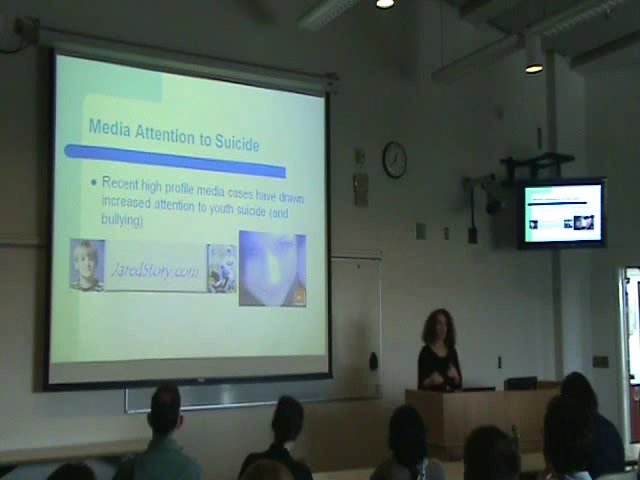 Media Attention to Suicide
• Recent high profile media cases have drawn
increased attention to youth suicide (and
bullying)
JaredStory.com